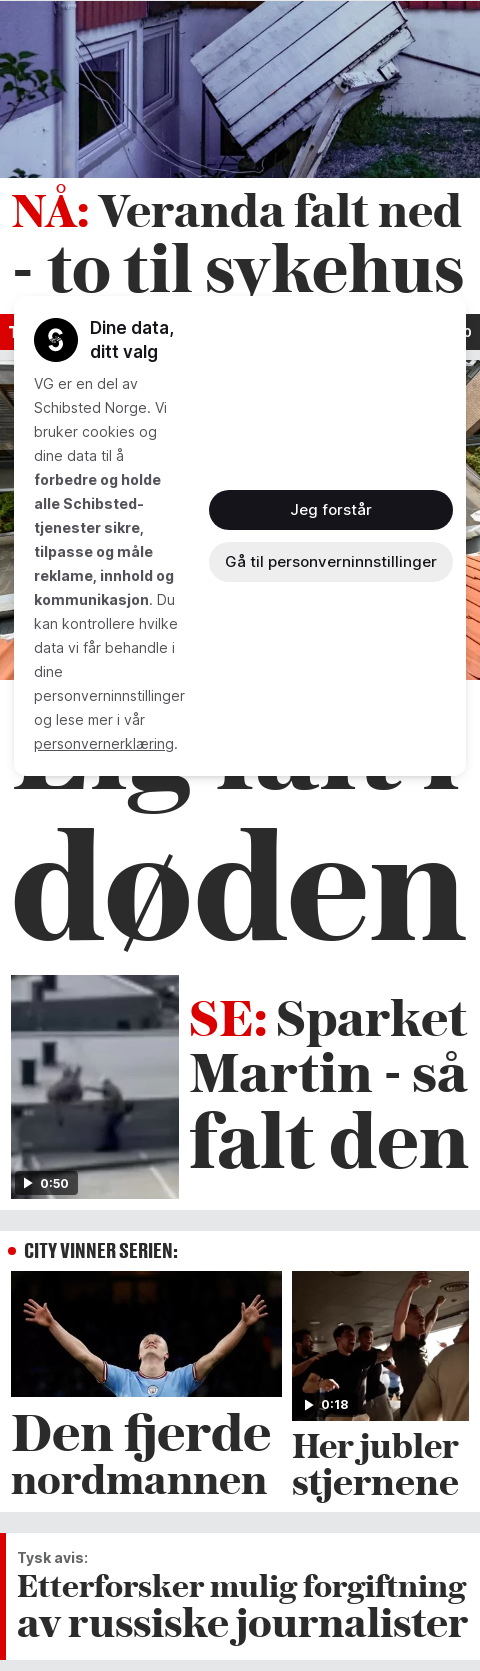 NÅ: Veranda falt ned
- to til sykehus
Dine data,
ditt valg
VG er en del av
Schibsted Norge. Vi
bruker cookies og
dine data til å
forbedre og holde
alle Schibsted-
tjenester sikre,
tilpasse og måle
reklame, innhold og
kommunikasjon. Du
kan kontrollere hvilke
data vi får behandle i
dine
personverninnstillinger
og lese mer i vår
personvernerklæring.
Jeg forstår
Gå til personverninnstillinger
døden
SE: Sparket
Martin - så
falt den
0:50
CITY VINNER SERIEN:
Den fjerde
nordmannen
0:18
Her jubler
stjernene
Tysk avis:
Etterforsker mulig forgiftning
av russiske journalister